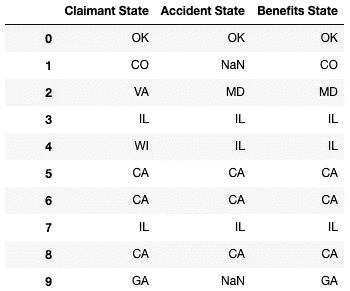 Claimant State Accident State Benefits State
0 OK OK OK
1 CO NaN CO
2 VA MD MD
3 IL IL IL
4 WI IL IL
5 CA CA CA
6 CA CA CA
7 IL IL IL
8 CA CA CA
9 GA NaN GA